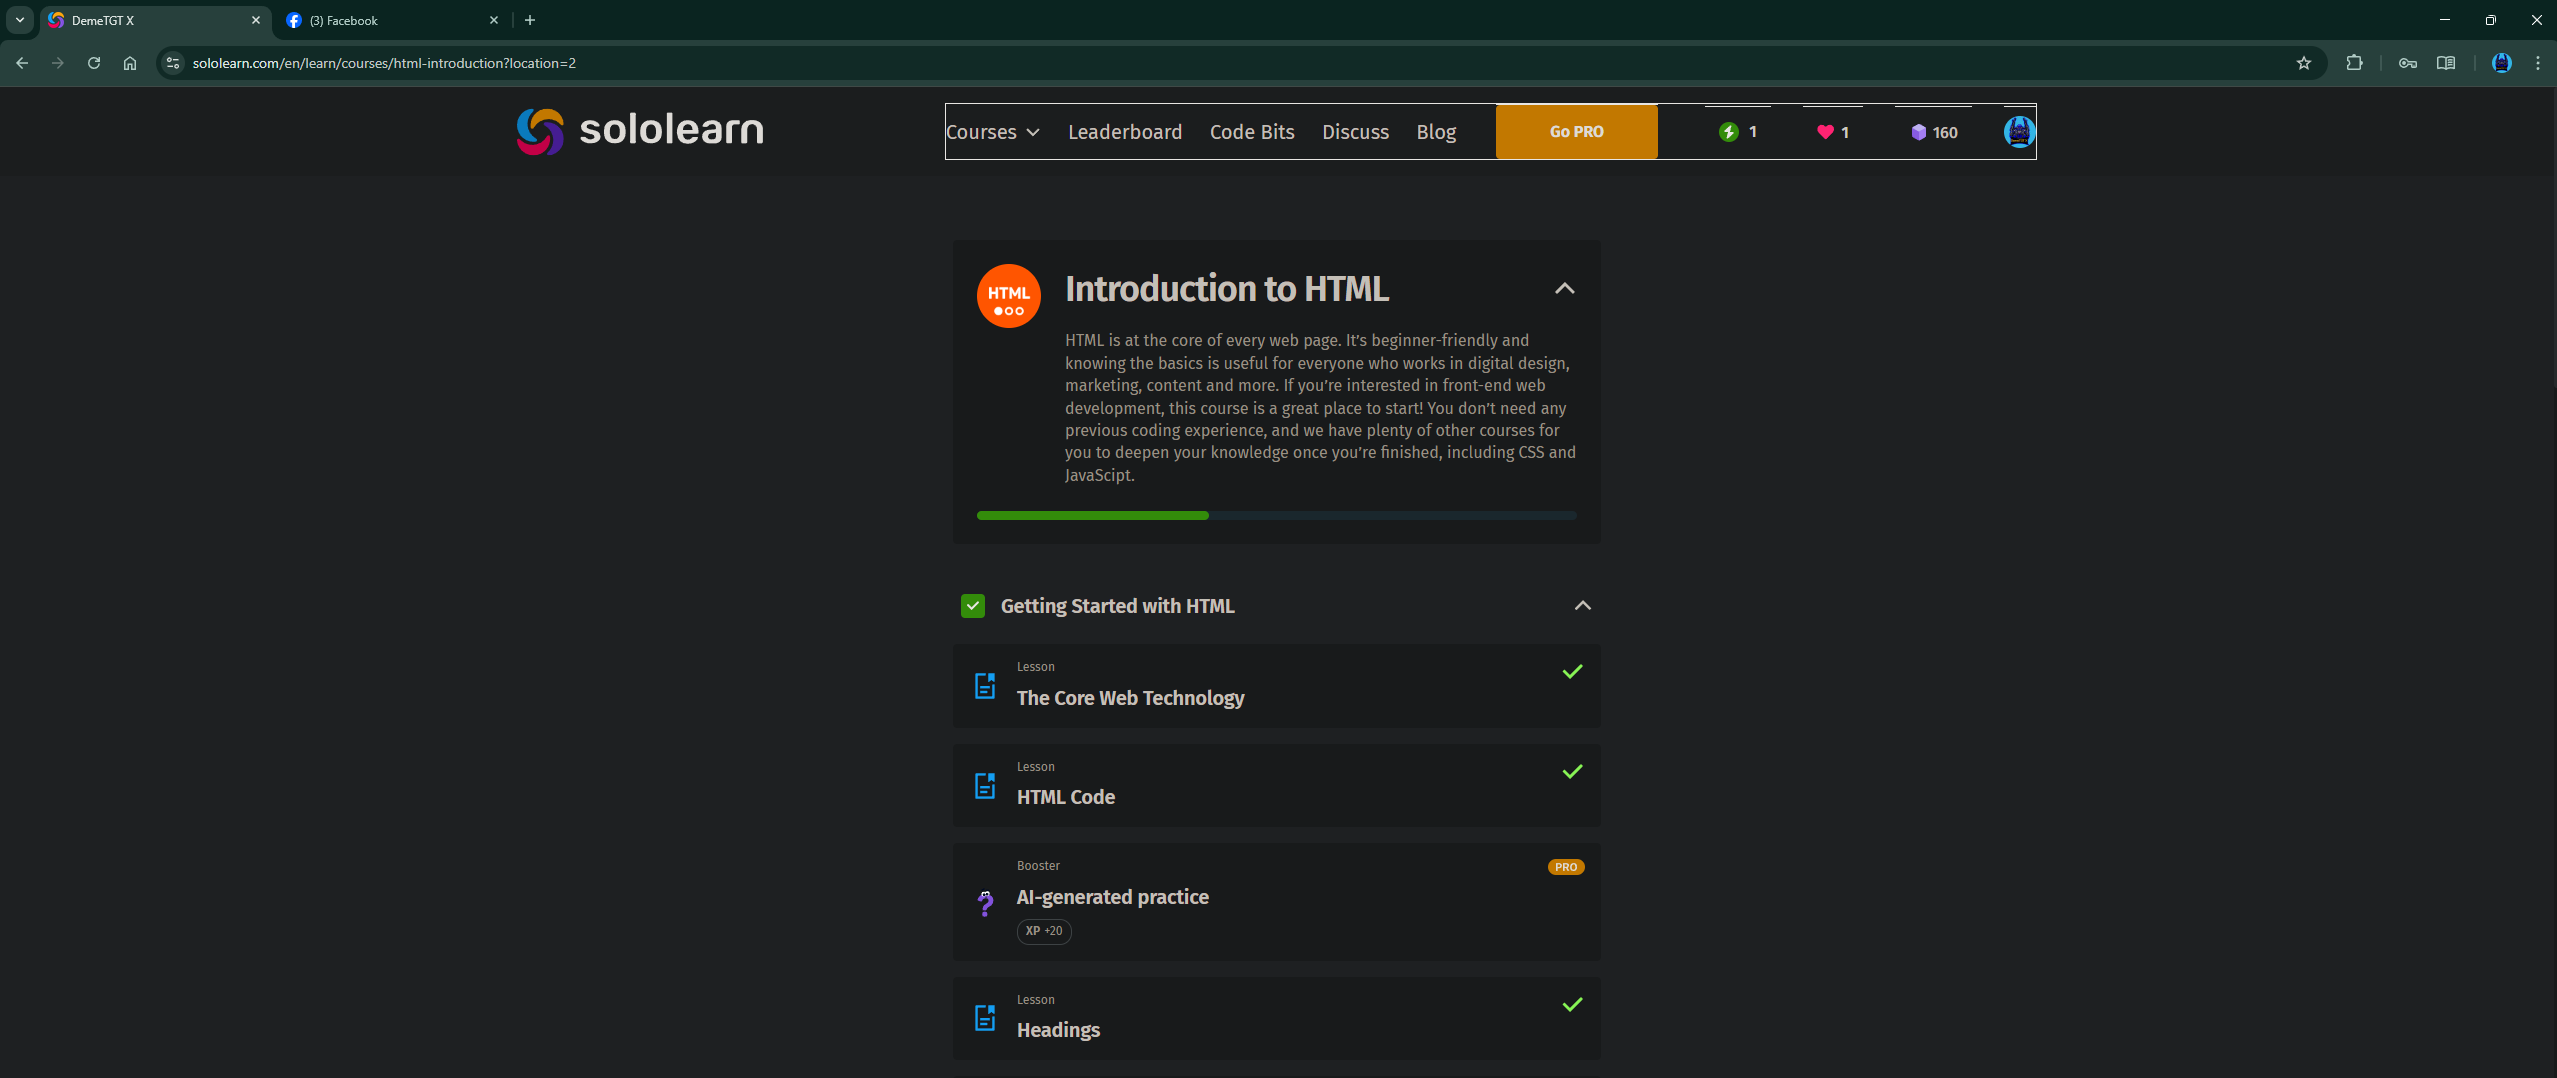 DemeTGT X
(3) Facebook
sololearn.com/en/learn/courses/html-introduction?location=2
sololearn
Courses Leaderboard Code Bits Discuss Blog Go PRO 1 1 160
HTML
Introduction to HTML
HTML is at the core of every web page. It's beginner-friendly and
knowing the basics is useful for everyone who works in digital design,
marketing, content and more. If you’re interested in front-end web
development, this course is a great place to start! You don’t need any
previous coding experience, and we have plenty of other courses for
you to deepen your knowledge once you’re finished, including CSS and
JavaScipt.
Getting Started with HTML
Lesson
The Core Web Technology
Lesson
HTML Code
Booster
PRO
AI-generated practice
XP +20
Lesson
Headings